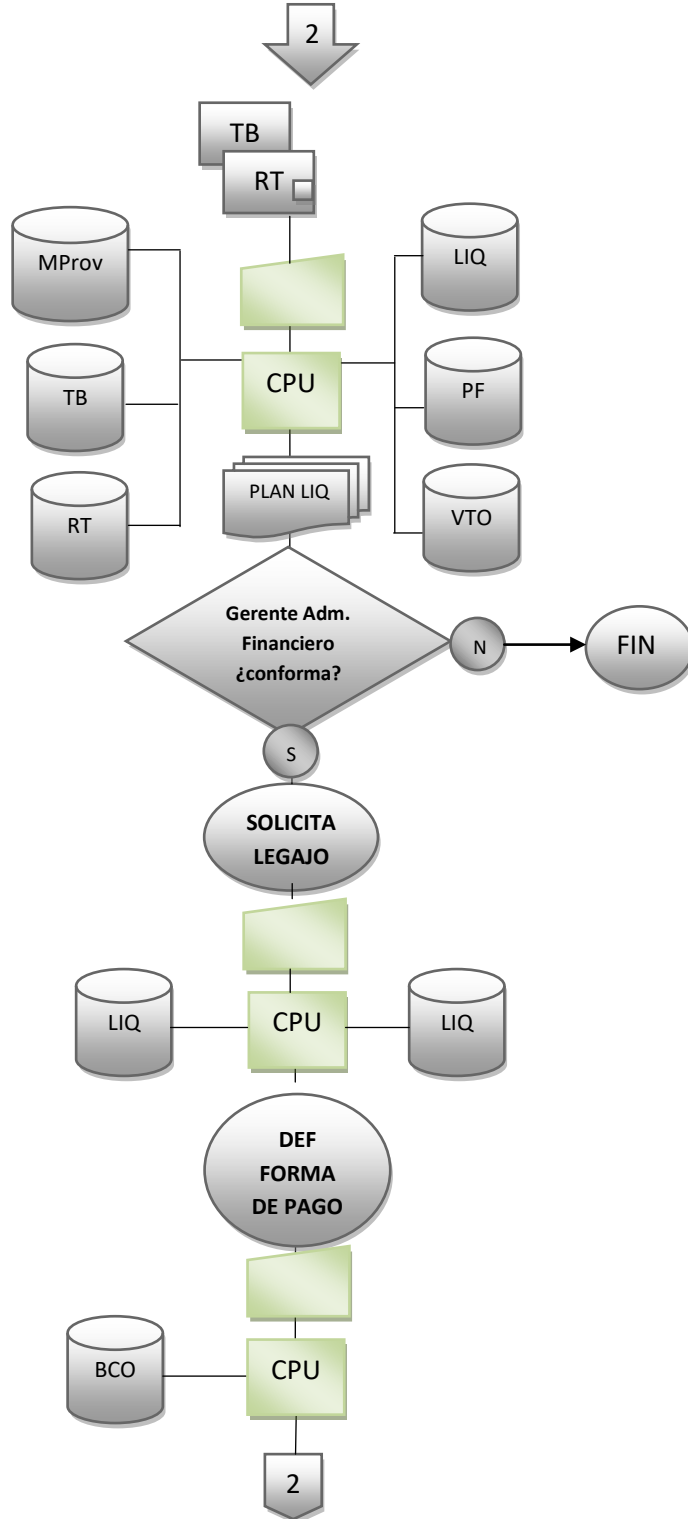 2
TB
RT
MProv
LIQ
TB
CPU
PF
RT
PLAN LIQ
VTO
Gerente Adm.
Financiero
¿conforma?
N
FIN
S
SOLICITA
LEGAJO
LIQ
CPU
LIQ
DEF
FORMA
DE PAGO
BCO
CPU
2